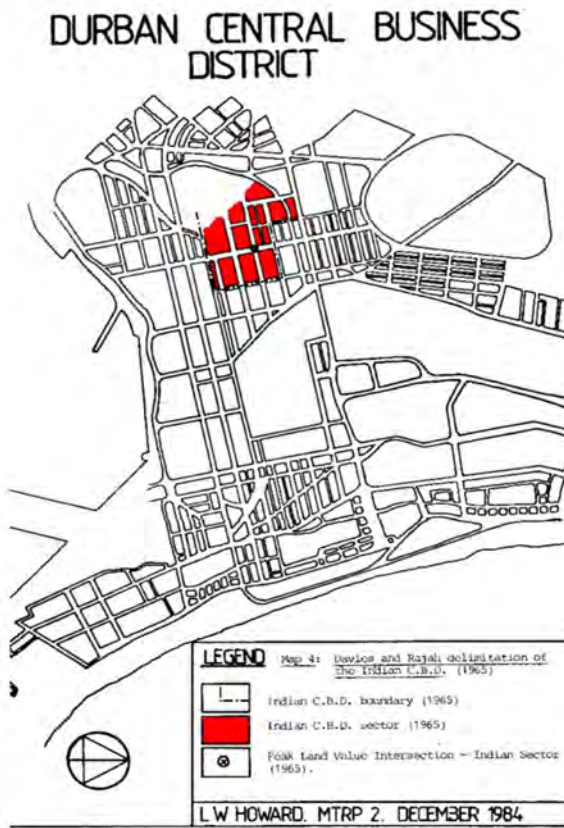 DURBAN CENTRAL BUSINESS
DISTRICT
LEGEND Map 4: Davies and Rajah delimitation of
the Indian C.B.D. (1965)
Indian C.B.D. boundary (1965)
Indian C.B.D. sector (1965)
Peak Land Value Intersection - Indian Sector
(1965).
L W HOWARD. MTRP 2. DECEMBER 1984